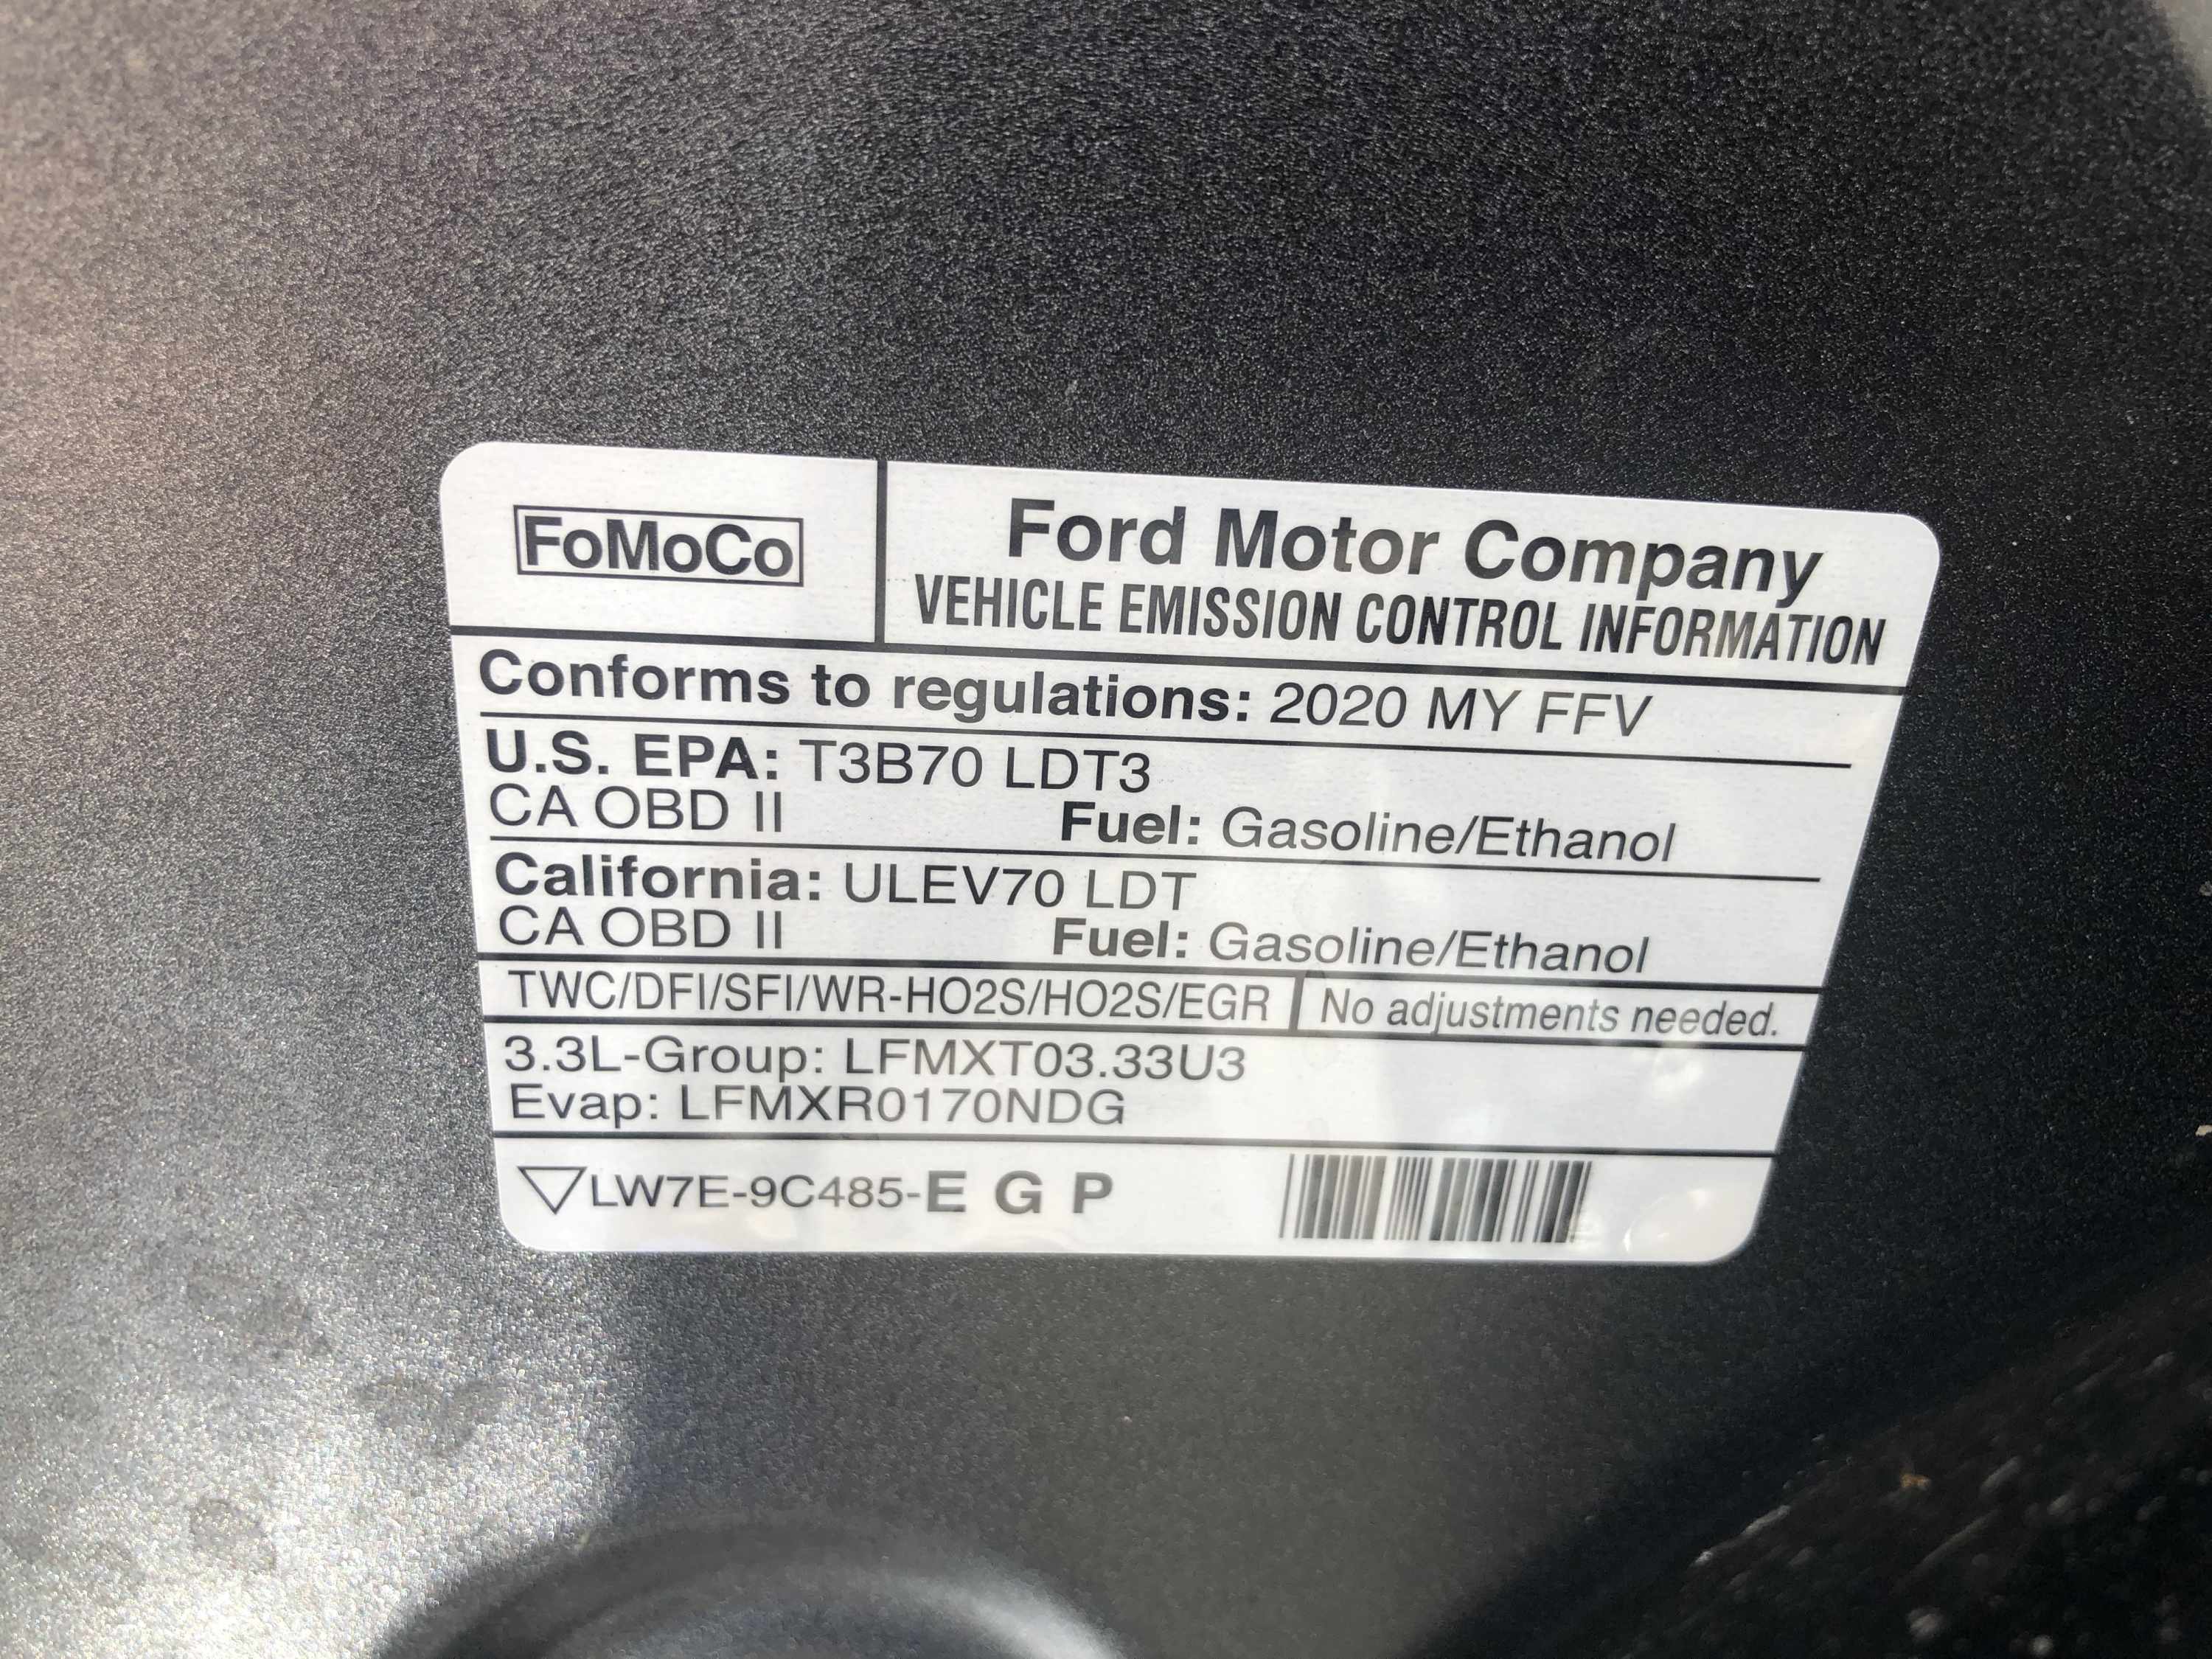 FoMoCo
Ford Motor Company
VEHICLE EMISSION CONTROL INFORMATION
Conforms to regulations: 2020 MY FFV
U.S. EPA: T3B70 LDT3
CA OBD II Fuel: Gasoline/Ethanol
California: ULEV70 LDT
CA OBD II Fuel: Gasoline/Ethanol
TWC/DFI/SFI/WR-HO2S/HO2S/EGR No adjustments needed.
3.3L-Group: LFMXT03.33U3
Evap: LFMXR0170NDG
▽LW7E-9C485-E G P